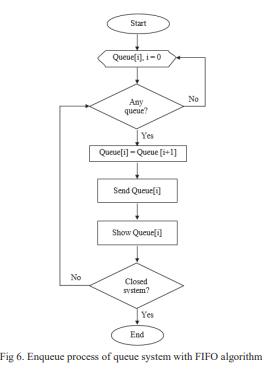 Start
Queue[i], i = 0
Any
queue?
No
Yes
Queue[i] = Queue [i+1]
Send Queue[i]
Show Queue[i]
No
Closed
system?
Yes
End
Fig 6. Enqueue process of queue system with FIFO algorithm